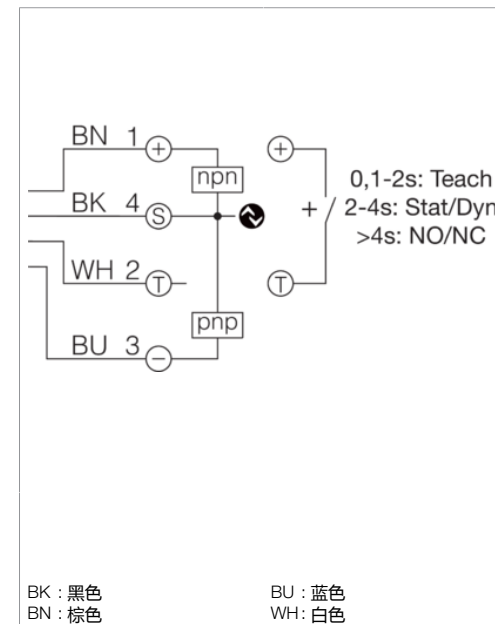 BN 1 +
npn
BK 4 S
WH 2 T
pnp
BU 3 −
+
0,1-2s: Teach
+ 2-4s: Stat/Dyn
>4s: NO/NC
T
BK : 黑色
BN : 棕色
BU : 蓝色
WH : 白色